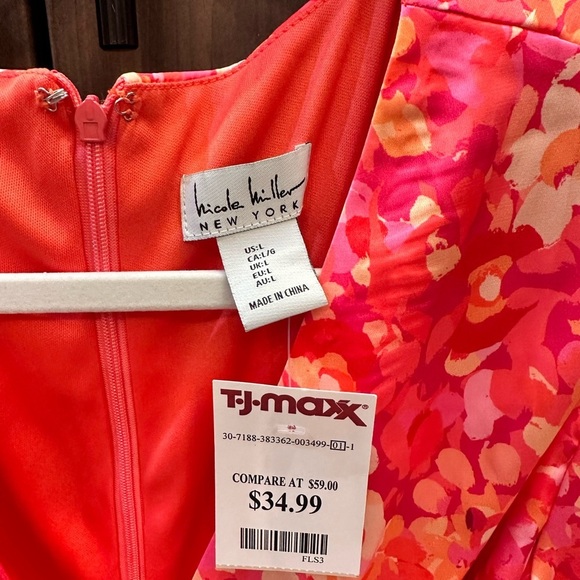 nicole miller
NEW YORK
US:L
CA:L/G
UK:L
EU:L
AU:L
MADE IN CHINA
T·J·maxx®
30-7188-383362-003499-01-1
COMPARE AT $59.00
$34.99
FLS3